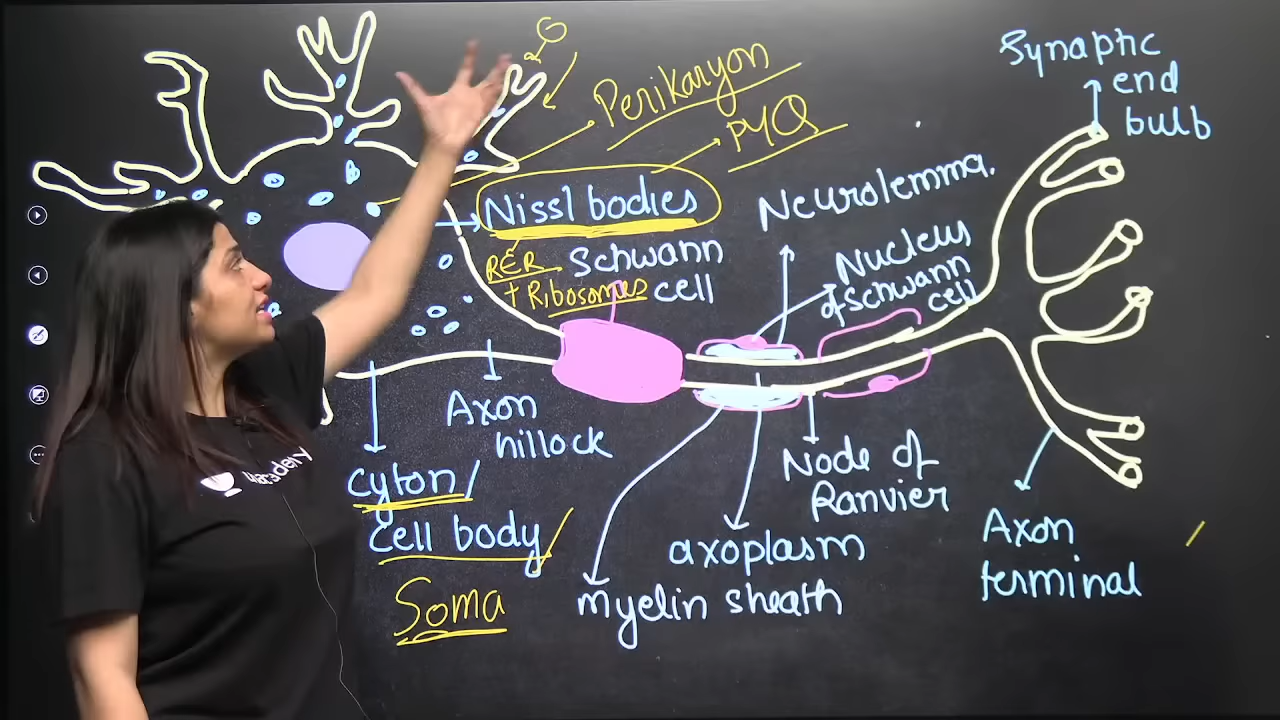 Synaptic
end
bulb
Perikaryon
PYQ
Nissl bodies
RER
+ Ribosomes
Schwann
cell
Neurolemma.
Nucleus
of Schwann
cell
Axon
hillock
Cyton/
Cell body/
Soma
Node of
Ranvier
axoplasm
myelin sheath
Axon
terminal